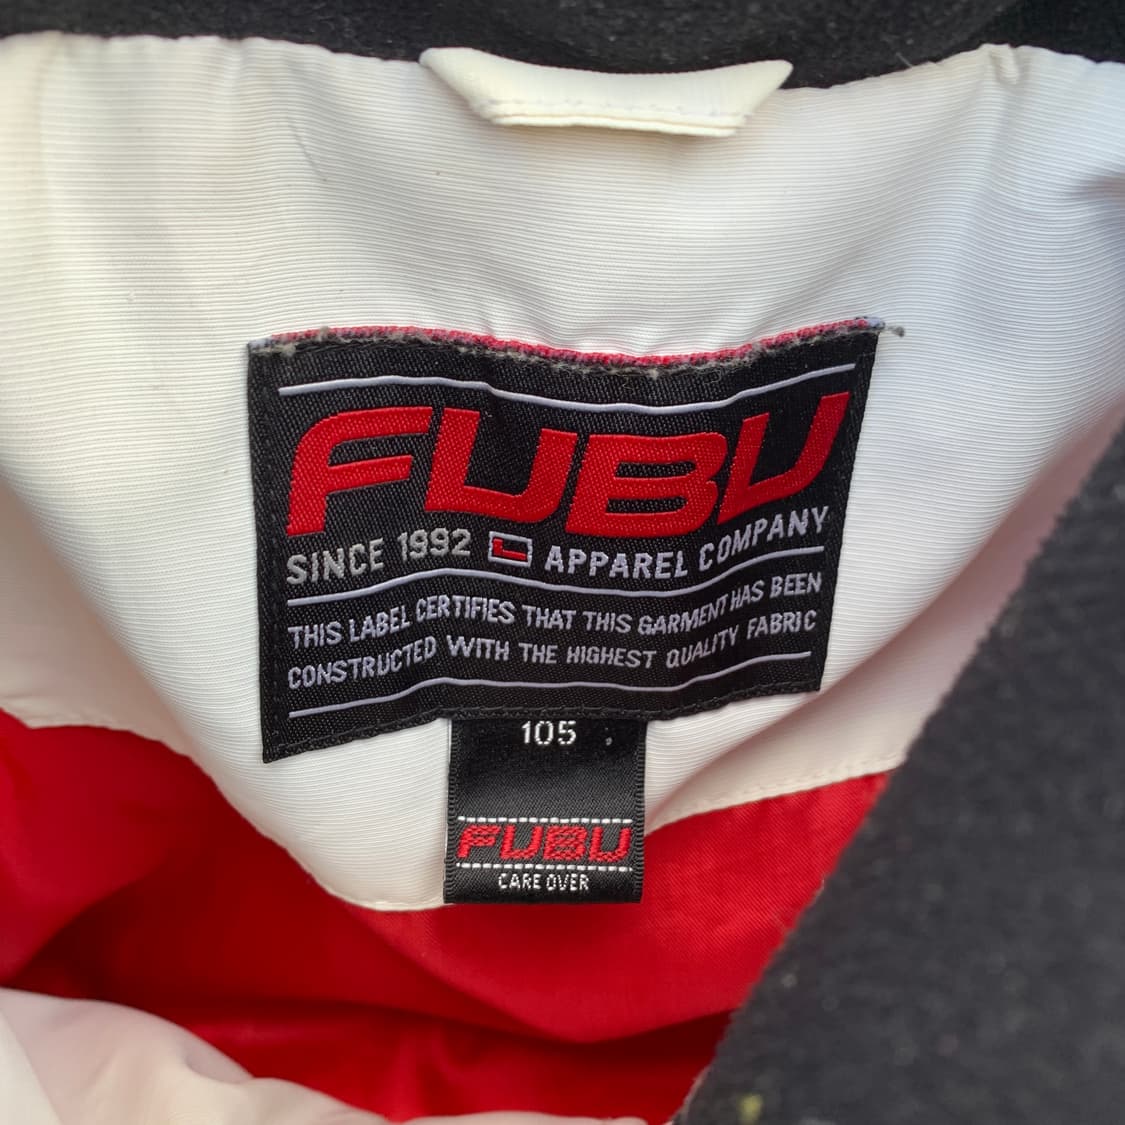 FUBU
SINCE 1992 APPAREL COMPANY
THIS LABEL CERTIFIES THAT THIS GARMENT HAS BEEN
CONSTRUCTED WITH THE HIGHEST QUALITY FABRIC
105
FUBU
CARE OVER